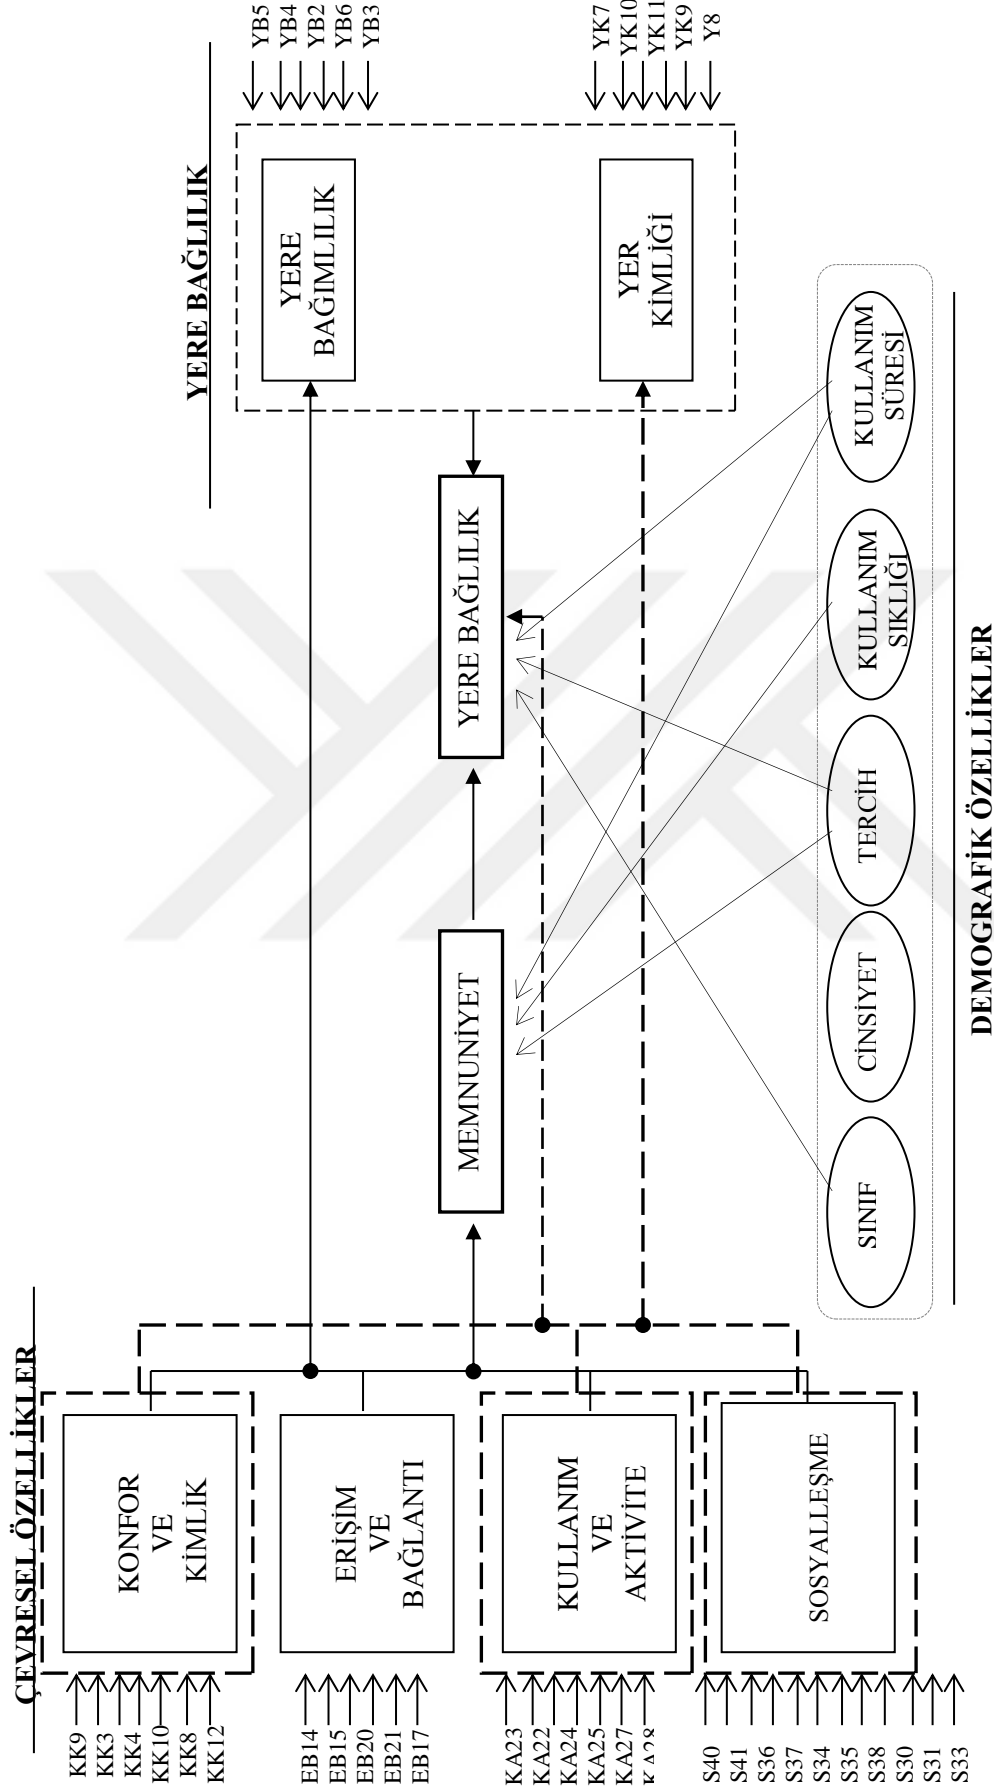 ÇEVRESEL ÖZELLİKLER
KK9
KK3
KK4
KK10
KK8
KK12
EB14
EB15
EB20
EB21
EB17
KA23
KA22
KA24
KA25
KA27
KA28
S40
S41
S36
S37
S34
S35
S38
S30
S31
S33
KONFOR
VE
KİMLİK
ERİŞİM
VE
BAĞLANTI
KULLANIM
VE
AKTİVİTE
SOSYALLEŞME
MEMNUNİYET
YERE BAĞLILIK
YERE BAĞLILIK
YERE
BAĞIMLILIK
YER
KİMLİĞİ
YB5
YB4
YB2
YB6
YB3
YK7
YK10
YK11
YK9
Y8
SINIF
CİNSİYET
TERCİH
KULLANIM
SIKLIĞI
KULLANIM
SÜRESİ
DEMOGRAFİK ÖZELLİKLER